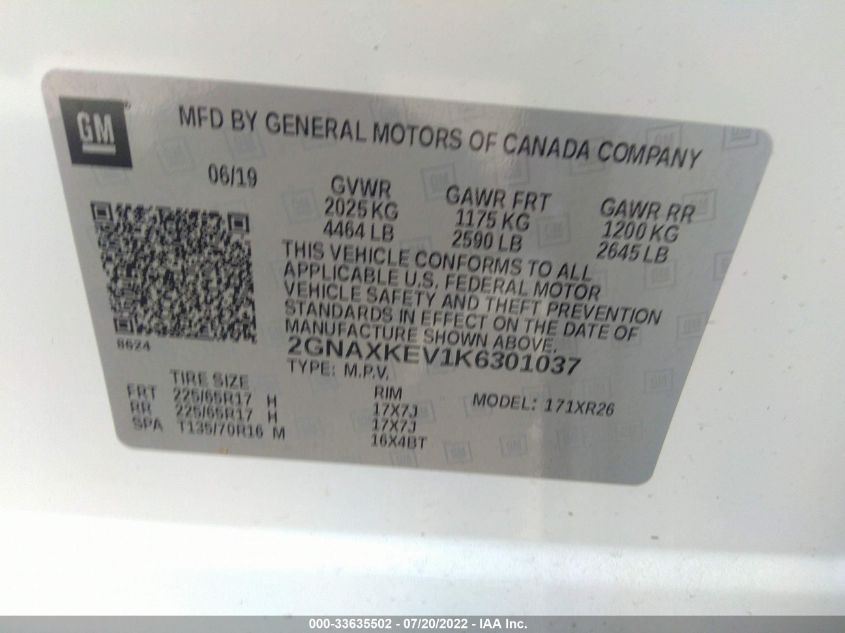 GM
MFD BY GENERAL MOTORS OF CANADA COMPANY
06/19
GVWR
2025 KG
4464 LB
GAWR FRT
1175 KG
2590 LB
GAWR RR
1200 KG
2645 LB
THIS VEHICLE CONFORMS TO ALL
APPLICABLE U.S. FEDERAL MOTOR
VEHICLE SAFETY AND THEFT PREVENTION
STANDARDS IN EFFECT ON THE DATE OF
MANUFACTURE SHOWN ABOVE.
8624
2GNAXKEV1K6301037
TYPE: M.P.V.
MODEL: 171XR26
TIRE SIZE RIM
FRT 225/65R17 H 17X7J
RR 225/65R17 H 17X7J
SPA T135/70R16 M 16X4BT
000-33635502 - 07/20/2022 - IAA Inc.